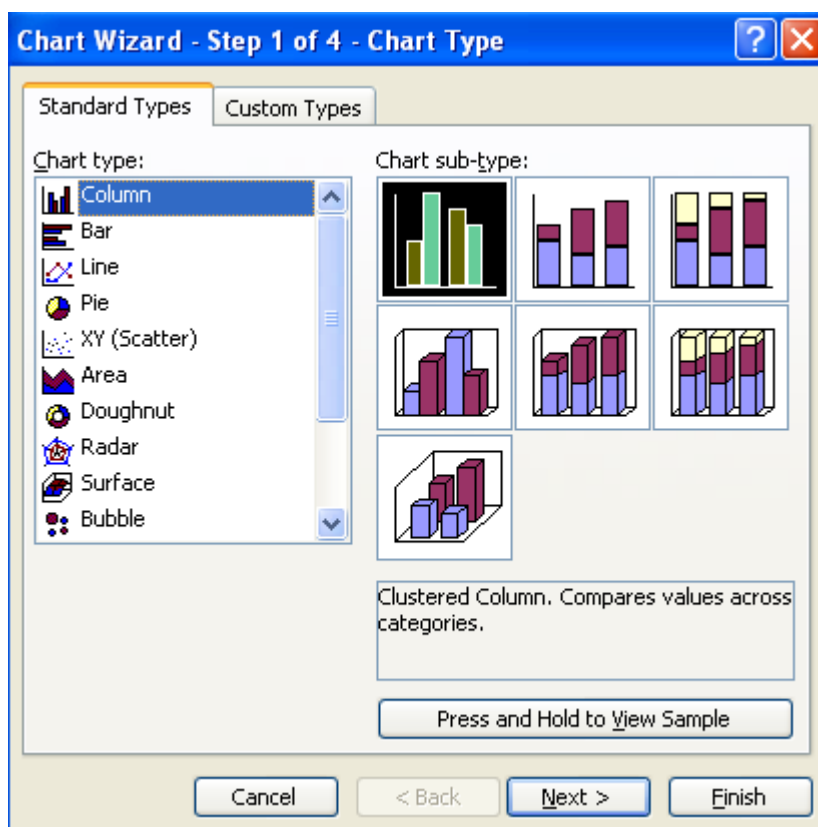 Chart Wizard - Step 1 of 4 - Chart Type
Standard Types
Custom Types
Chart type:
Column
Bar
Line
Pie
XY (Scatter)
Area
Doughnut
Radar
Surface
Bubble
Chart sub-type:
Clustered Column. Compares values across
categories.
Press and Hold to View Sample
Cancel
< Back
Next >
Finish